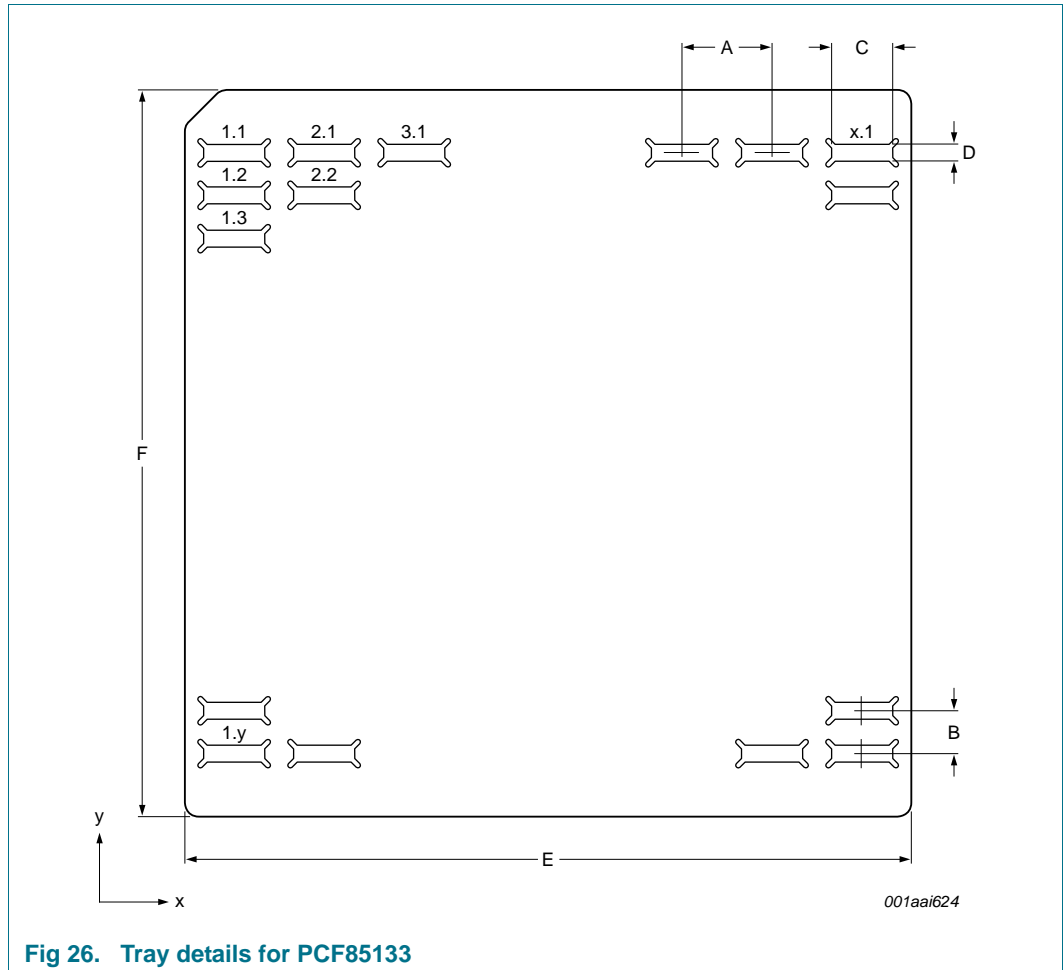 A
C
1.1
2.1
3.1
x.1
D
1.2
2.2
1.3
F
1.y
B
y
E
x
001aai624
Fig 26. Tray details for PCF85133